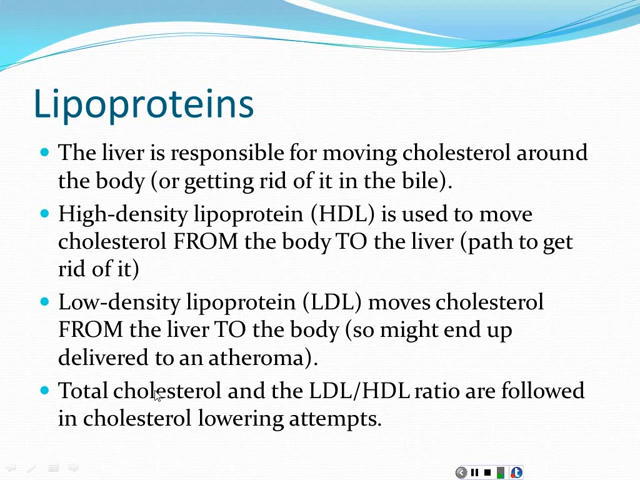 Lipoproteins
The liver is responsible for moving cholesterol around
the body (or getting rid of it in the bile).
High-density lipoprotein (HDL) is used to move
cholesterol FROM the body TO the liver (path to get
rid of it)
Low-density lipoprotein (LDL) moves cholesterol
FROM the liver TO the body (so might end up
delivered to an atheroma).
Total cholesterol and the LDL/HDL ratio are followed
in cholesterol lowering attempts.